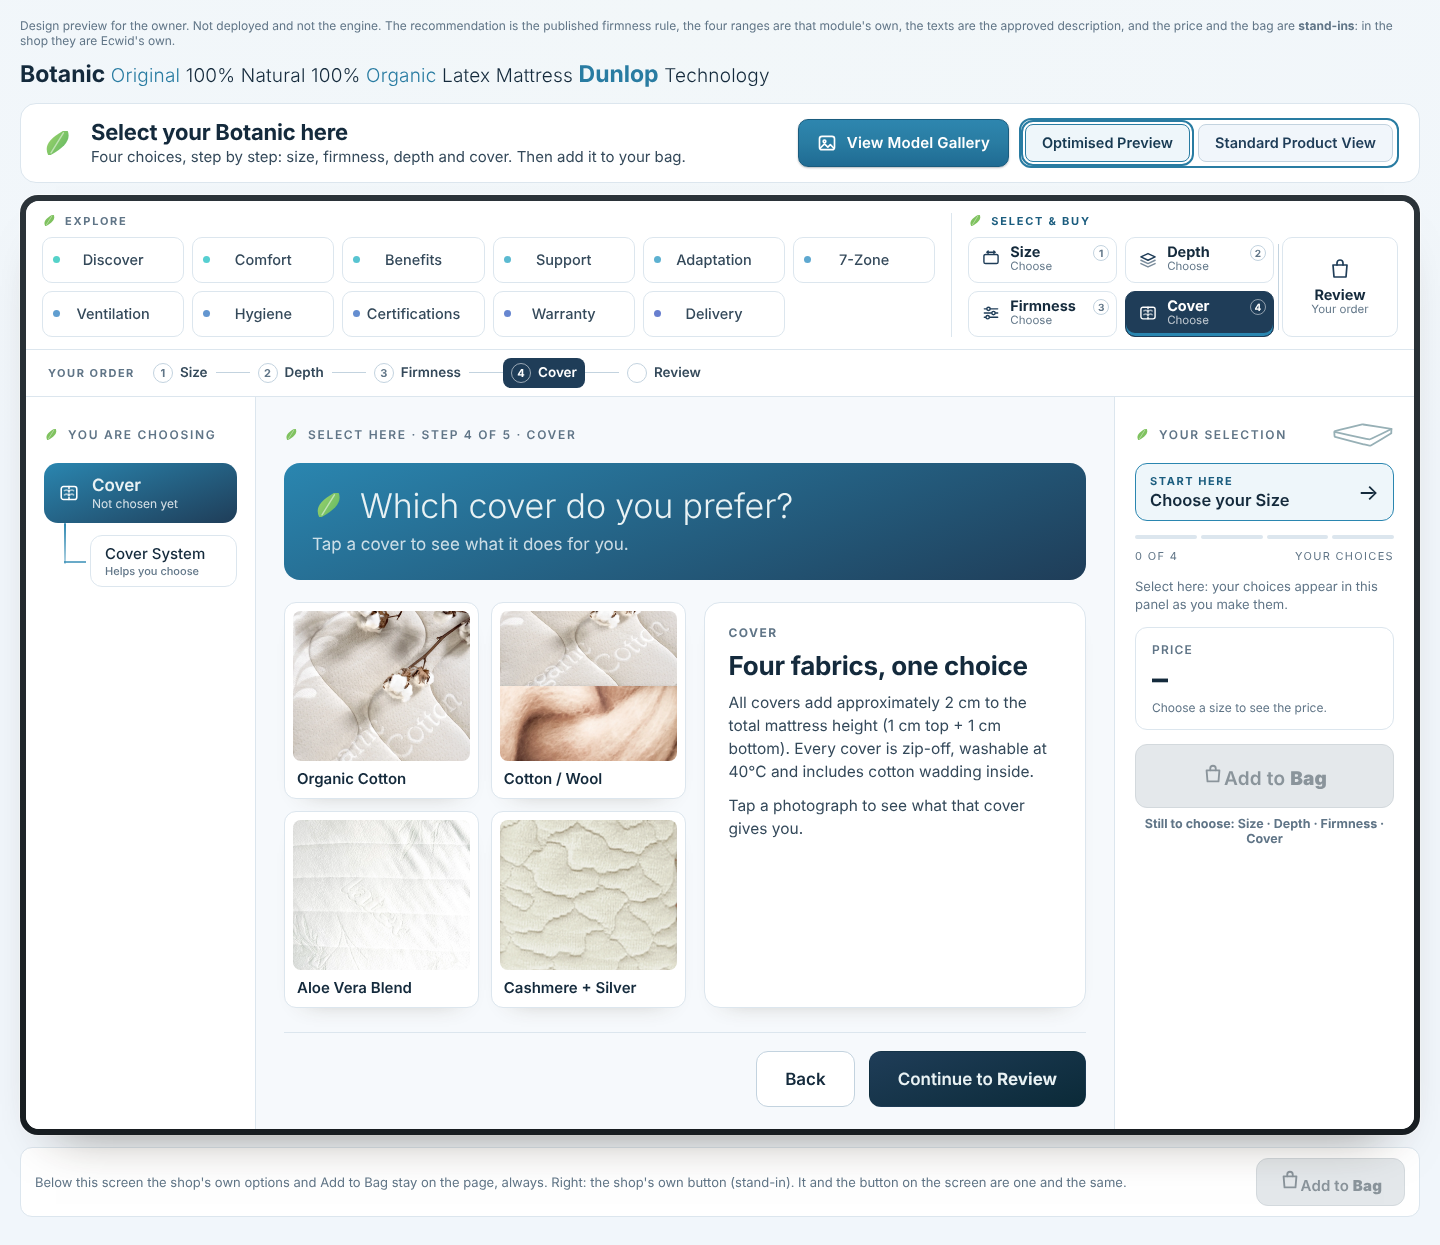 Design preview for the owner. Not deployed and not the engine. The recommendation is the published firmness rule, the four ranges are that module's own, the texts are the approved description, and the price and the bag are stand-ins: in the
shop they are Ecwid's own.
Botanic Original 100% Natural 100% Organic Latex Mattress Dunlop Technology
Select your Botanic here
Four choices, step by step: size, firmness, depth and cover. Then add it to your bag.
View Model Gallery
Optimised Preview
Standard Product View
EXPLORE
Discover
Comfort
Benefits
Support
Adaptation
7-Zone
Ventilation
Hygiene
Certifications
Warranty
Delivery
SELECT & BUY
Size
Choose
1
Depth
Choose
2
Firmness
Choose
3
Cover
Choose
4
Review
Your order
YOUR ORDER
1 Size
2 Depth
3 Firmness
4 Cover
Review
YOU ARE CHOOSING
Cover
Not chosen yet
Cover System
Helps you choose
SELECT HERE · STEP 4 OF 5 · COVER
Which cover do you prefer?
Tap a cover to see what it does for you.
Organic Cotton
Cotton / Wool
Aloe Vera Blend
Cashmere + Silver
COVER
Four fabrics, one choice
All covers add approximately 2 cm to the
total mattress height (1 cm top + 1 cm
bottom). Every cover is zip-off, washable at
40°C and includes cotton wadding inside.
Tap a photograph to see what that cover
gives you.
Back
Continue to Review
YOUR SELECTION
START HERE
Choose your Size
0 OF 4
YOUR CHOICES
Select here: your choices appear in this
panel as you make them.
PRICE
–
Choose a size to see the price.
Add to Bag
Still to choose: Size · Depth · Firmness ·
Cover
Below this screen the shop's own options and Add to Bag stay on the page, always. Right: the shop's own button (stand-in). It and the button on the screen are one and the same.
Add to Bag